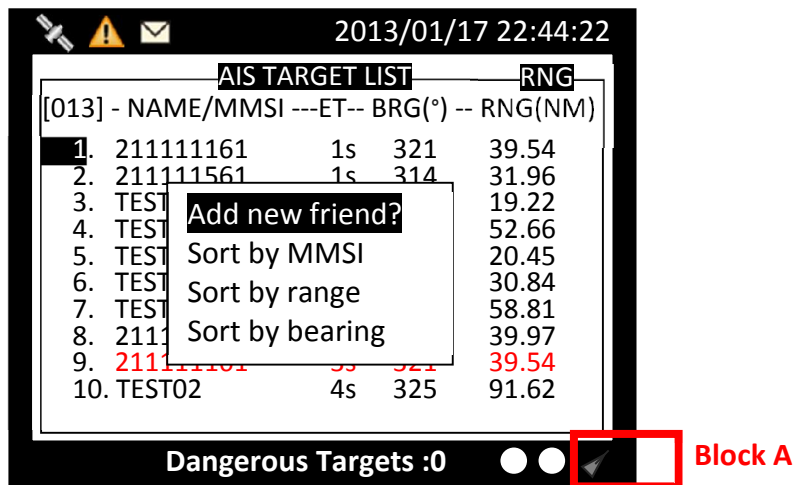 2013/01/17 22:44:22
AIS TARGET LIST RNG
[013] - NAME/MMSI ---ET-- BRG(°) -- RNG(NM)
1. 211111161 1s 321 39.54
2. 211111561 1s 314 31.96
3. TEST 19.22
4. TEST 52.66
5. TEST 20.45
6. TEST 30.84
7. TEST 58.81
8. 2111 39.97
9. 39.54
10. TEST02 4s 325 91.62
Add new friend?
Sort by MMSI
Sort by range
Sort by bearing
Dangerous Targets :0
Block A